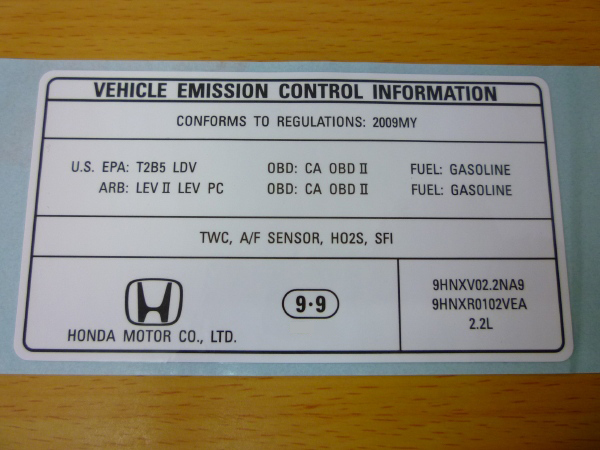 VEHICLE EMISSION CONTROL INFORMATION
CONFORMS TO REGULATIONS: 2009MY
U.S. EPA: T2B5 LDV OBD: CA OBD II FUEL: GASOLINE
ARB: LEV II LEV PC OBD: CA OBD II FUEL: GASOLINE
TWC, A/F SENSOR, HO2S, SFI
HONDA MOTOR CO., LTD.
9·9
9HNXV02.2NA9
9HNXR0102VEA
2.2L